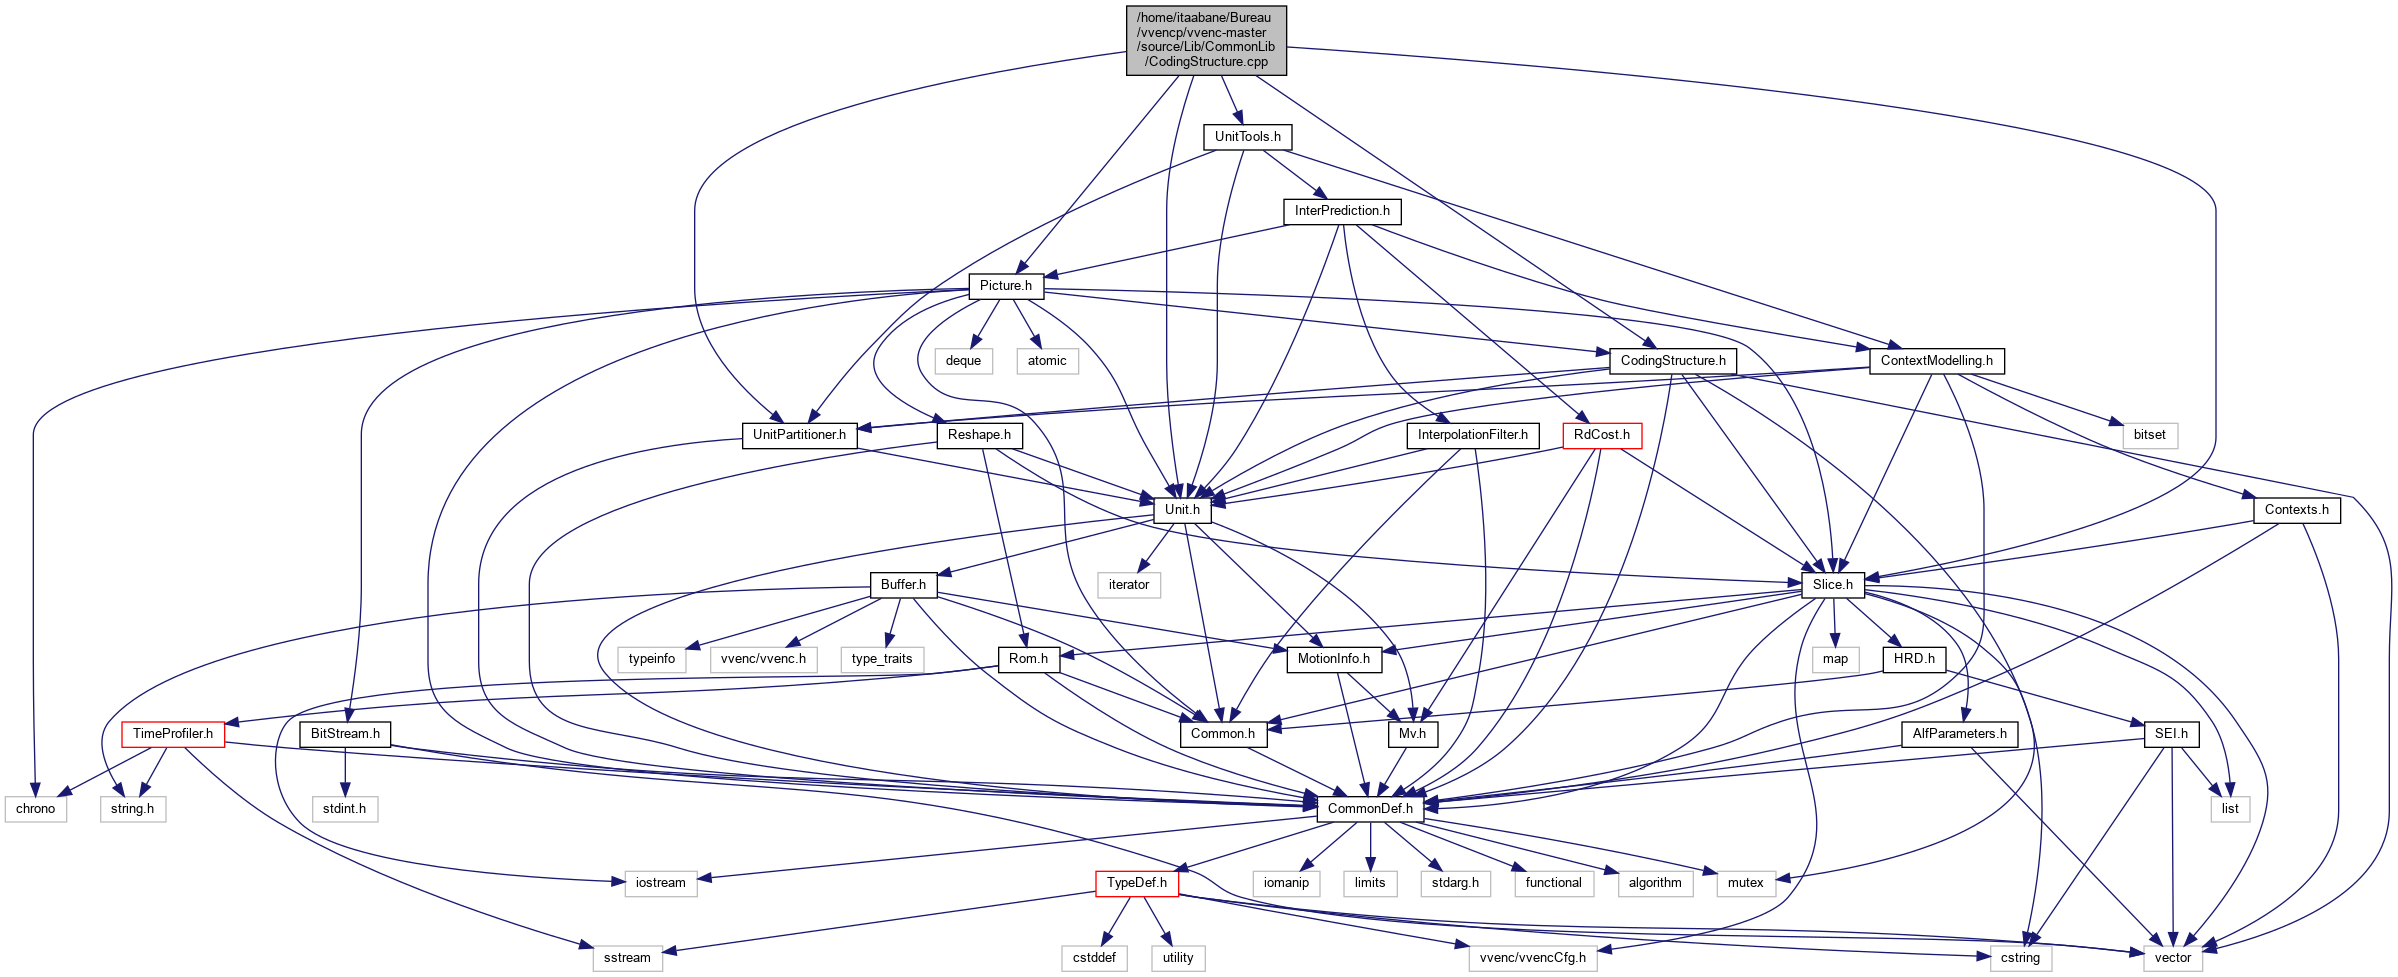 /home/itaabane/Bureau
/vvencp/vvenc-master
/source/Lib/CommonLib
/CodingStructure.cpp
UnitTools.h
InterPrediction.h
Picture.h
deque
atomic
CodingStructure.h
ContextModelling.h
UnitPartitioner.h
Reshape.h
InterpolationFilter.h
RdCost.h
bitset
Unit.h
Contexts.h
Buffer.h
iterator
Slice.h
typeinfo
vvenc/vvenc.h
type_traits
Rom.h
MotionInfo.h
map
HRD.h
TimeProfiler.h
BitStream.h
Common.h
Mv.h
AlfParameters.h
SEI.h
chrono
string.h
stdint.h
CommonDef.h
list
iostream
TypeDef.h
iomanip
limits
stdarg.h
functional
algorithm
mutex
sstream
cstddef
utility
vvenc/vvencCfg.h
cstring
vector